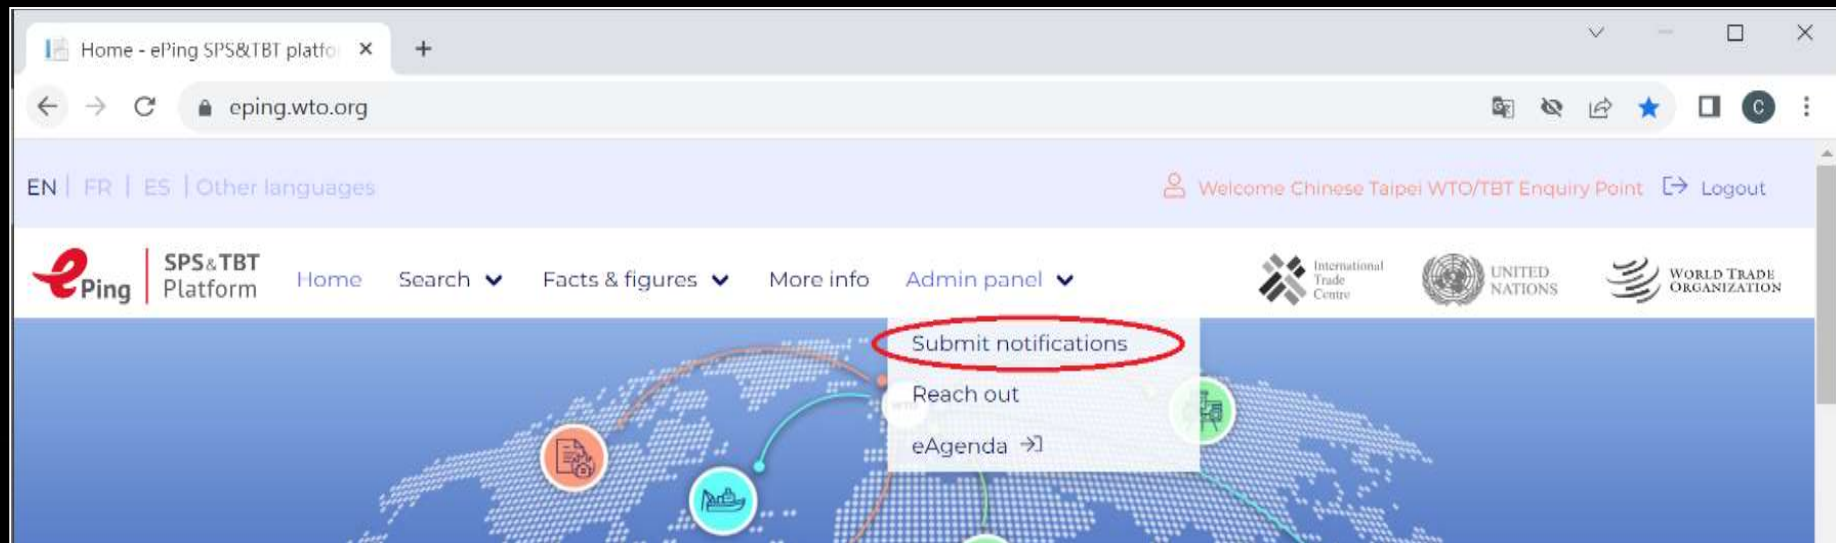 Home - ePing SPS&TBT platfo
eping.wto.org
EN | FR | ES | Other languages
Welcome Chinese Taipei WTO/TBT Enquiry Point Logout
ePing SPS&TBT Platform
Home Search Facts & figures More info Admin panel
International Trade Centre
UNITED NATIONS
WORLD TRADE ORGANIZATION
Submit notifications
Reach out
WTO
eAgenda
C